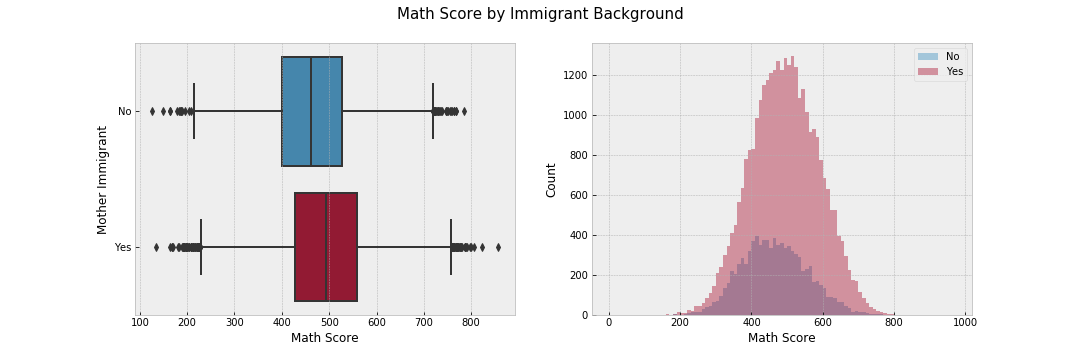 Math Score by Immigrant Background
Mother Immigrant
No
Yes
100 200 300 400 500 600 700 800
Math Score
Count
1200
1000
800
600
400
200
0
0 200 400 600 800 1000
Math Score
No
Yes